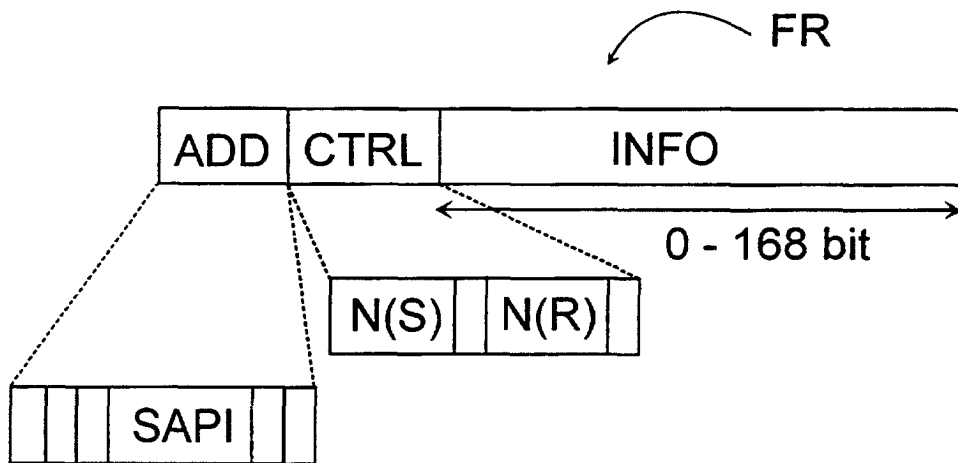 FR
ADD CTRL INFO
0 - 168 bit
N(S) N(R)
SAPI